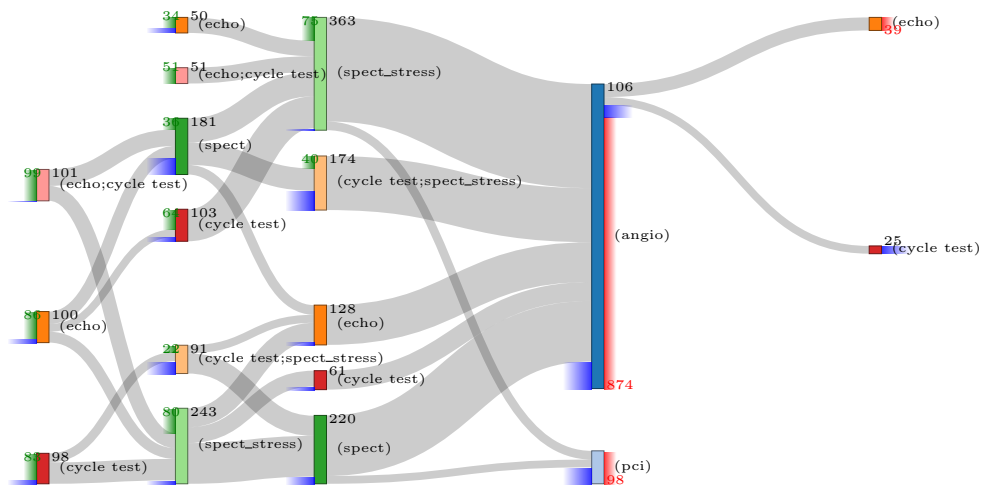 34 50
(echo)
75 363
(echo)
39
51 51
(echo;cycle test)
(spect_stress)
106
36 181
(spect)
99 101
(echo;cycle test)
40 174
(cycle test;spect_stress)
64 103
(cycle test)
(angio)
25
(cycle test)
86 100
(echo)
128
(echo)
22 91
(cycle test;spect_stress)
61
(cycle test)
874
80 243
(spect_stress)
220
(spect)
98
(cycle test)
(pci)
98